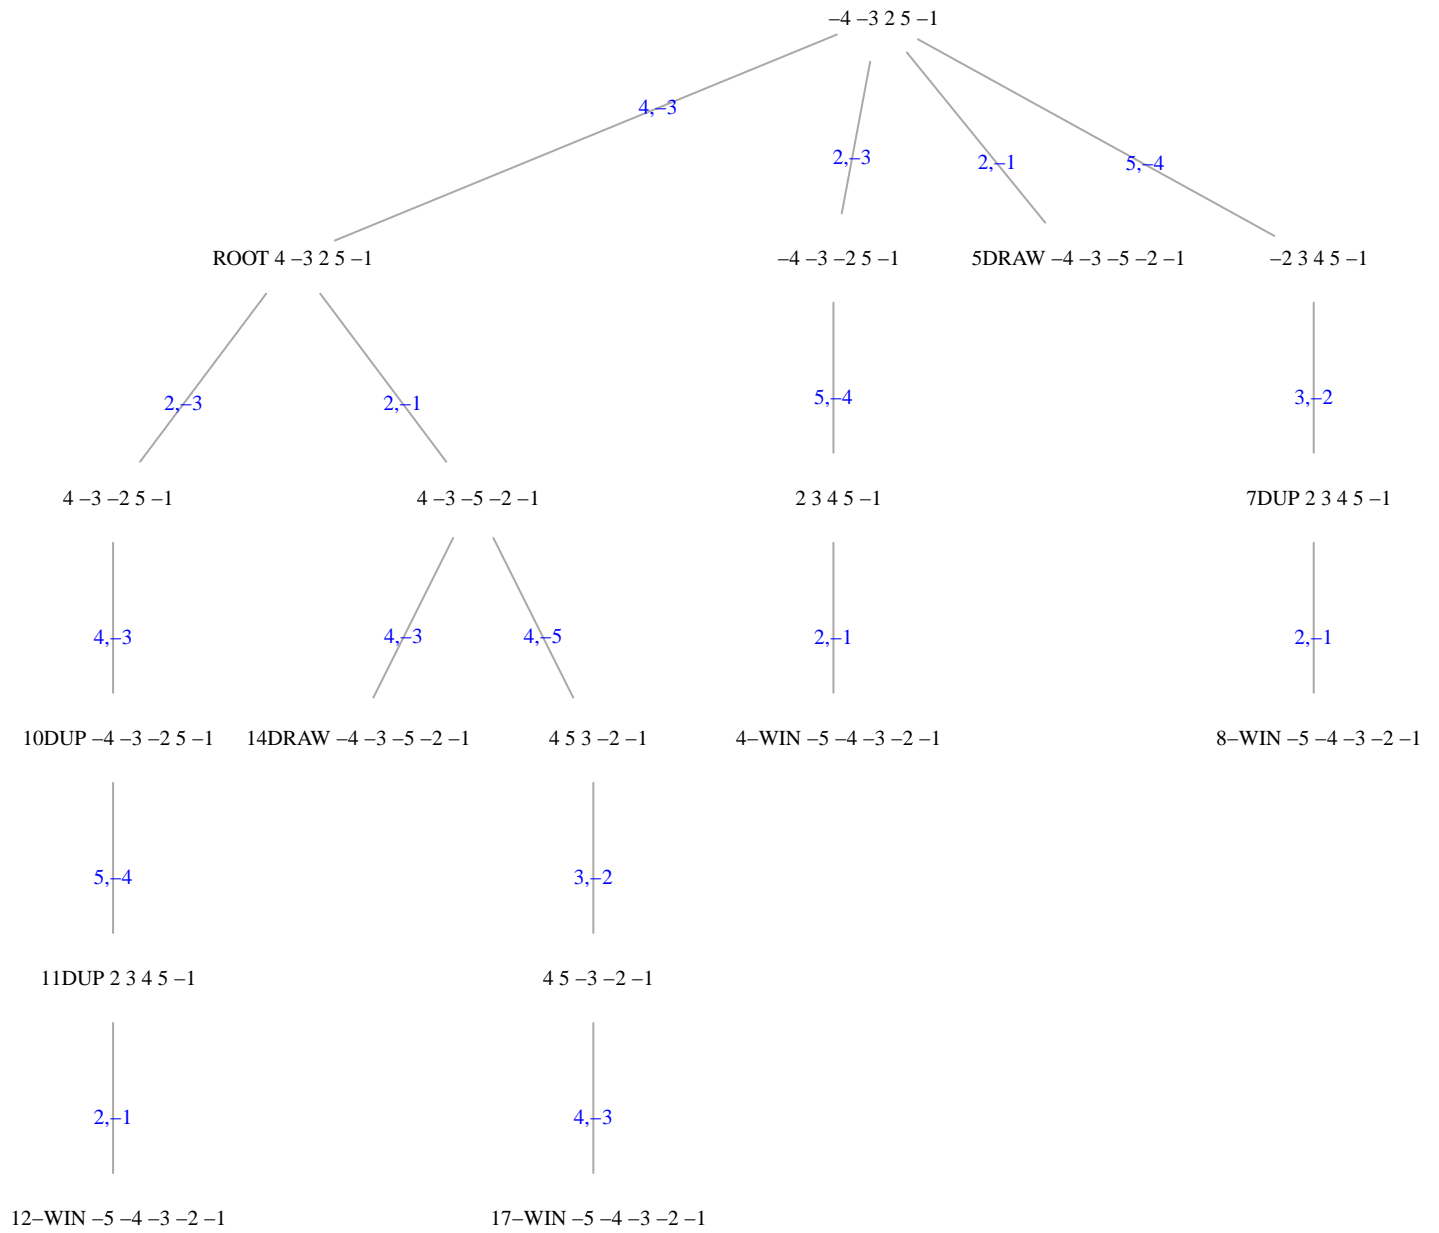 −4 −3 2 5 −1
4,−3
2,−3
2,−1
5,−4
ROOT 4 −3 2 5 −1
−4 −3 −2 5 −1
5DRAW −4 −3 −5 −2 −1
−2 3 4 5 −1
2,−3
2,−1
5,−4
3,−2
4 −3 −2 5 −1
4 −3 −5 −2 −1
2 3 4 5 −1
7DUP 2 3 4 5 −1
4,−3
4,−3
4,−5
2,−1
2,−1
10DUP −4 −3 −2 5 −1
14DRAW −4 −3 −5 −2 −1
4 5 3 −2 −1
4−WIN −5 −4 −3 −2 −1
8−WIN −5 −4 −3 −2 −1
5,−4
3,−2
11DUP 2 3 4 5 −1
4 5 −3 −2 −1
2,−1
4,−3
12−WIN −5 −4 −3 −2 −1
17−WIN −5 −4 −3 −2 −1